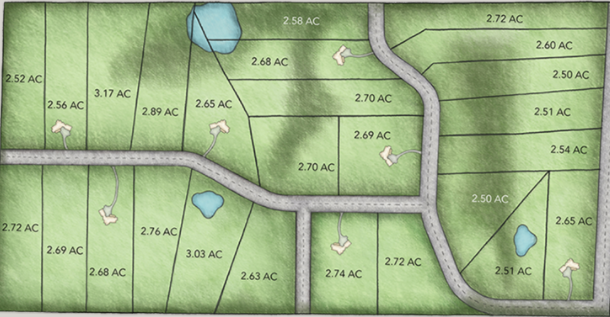 2.58 AC
2.72 AC
2.60 AC
2.68 AC
2.50 AC
2.52 AC
2.56 AC
3.17 AC
2.89 AC
2.65 AC
2.70 AC
2.51 AC
2.69 AC
2.54 AC
2.70 AC
2.50 AC
2.65 AC
2.72 AC
2.69 AC
2.68 AC
2.76 AC
3.03 AC
2.63 AC
2.74 AC
2.72 AC
2.51 AC